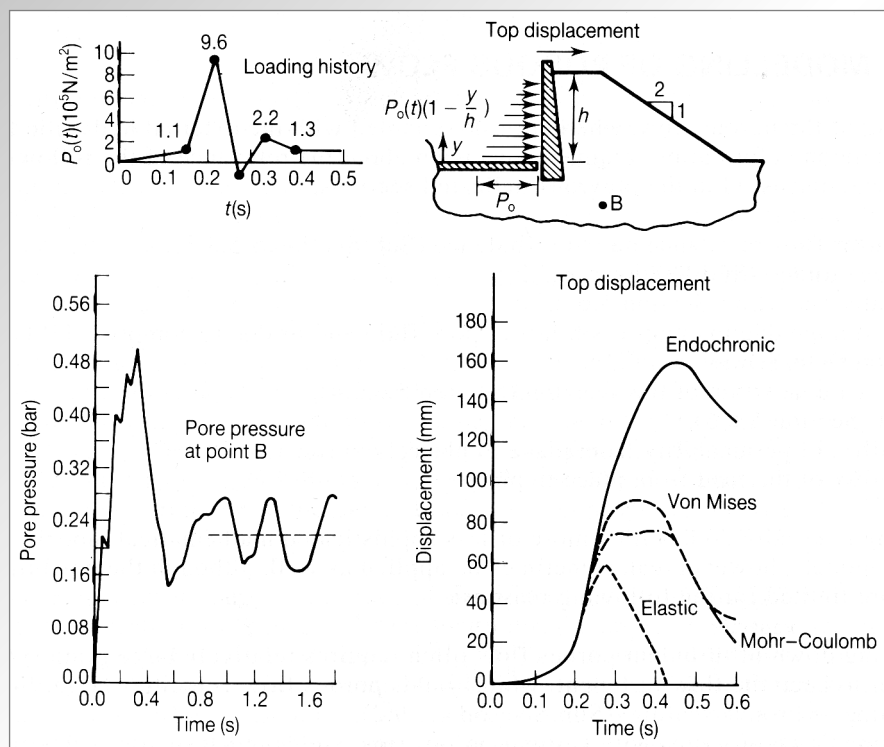 9.6
10
8
6
4
2
0
P₀(t)(10⁵N/m²)
Loading history
1.1
2.2
1.3
0 0.1 0.2 0.3 0.4 0.5
t(s)
Top displacement
P₀(t)(1 − y/h)
y
h
2
1
P₀
B
0.56
0.48
0.40
0.32
0.24
0.16
0.08
0.0
Pore pressure (bar)
Pore pressure
at point B
0.0 0.4 0.8 1.2 1.6
Time (s)
Top displacement
180
160
140
120
100
80
60
40
20
0
Displacement (mm)
Endochronic
Von Mises
Elastic
Mohr–Coulomb
0.0 0.1 0.2 0.3 0.4 0.5 0.6
Time (s)